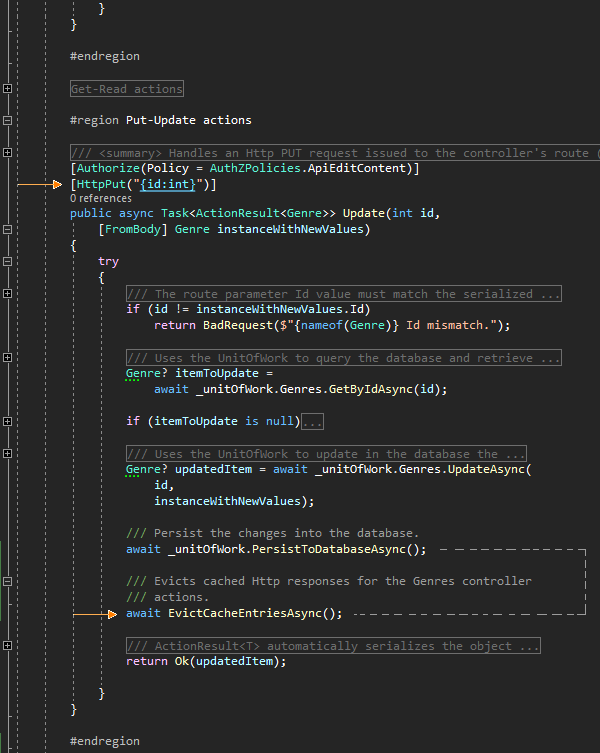 }
}
#endregion
Get-Read actions
#region Put-Update actions
/// <summary> Handles an Http PUT request issued to the controller's route (
[Authorize(Policy = AuthZPolicies.ApiEditContent)]
[HttpPut("{id:int}")]
0 references
public async Task<ActionResult<Genre>> Update(int id,
[FromBody] Genre instanceWithNewValues)
{
try
{
/// The route parameter Id value must match the serialized ...
if (id != instanceWithNewValues.Id)
return BadRequest($"{nameof(Genre)} Id mismatch.");
/// Uses the UnitOfWork to query the database and retrieve ...
Genre? itemToUpdate =
await _unitOfWork.Genres.GetByIdAsync(id);
if (itemToUpdate is null)...
/// Uses the UnitOfWork to update in the database the ...
Genre? updatedItem = await _unitOfWork.Genres.UpdateAsync(
id,
instanceWithNewValues);
/// Persist the changes into the database.
await _unitOfWork.PersistToDatabaseAsync();
/// Evicts cached Http responses for the Genres controller
/// actions.
await EvictCacheEntriesAsync();
/// ActionResult<T> automatically serializes the object ...
return Ok(updatedItem);
}
}
#endregion